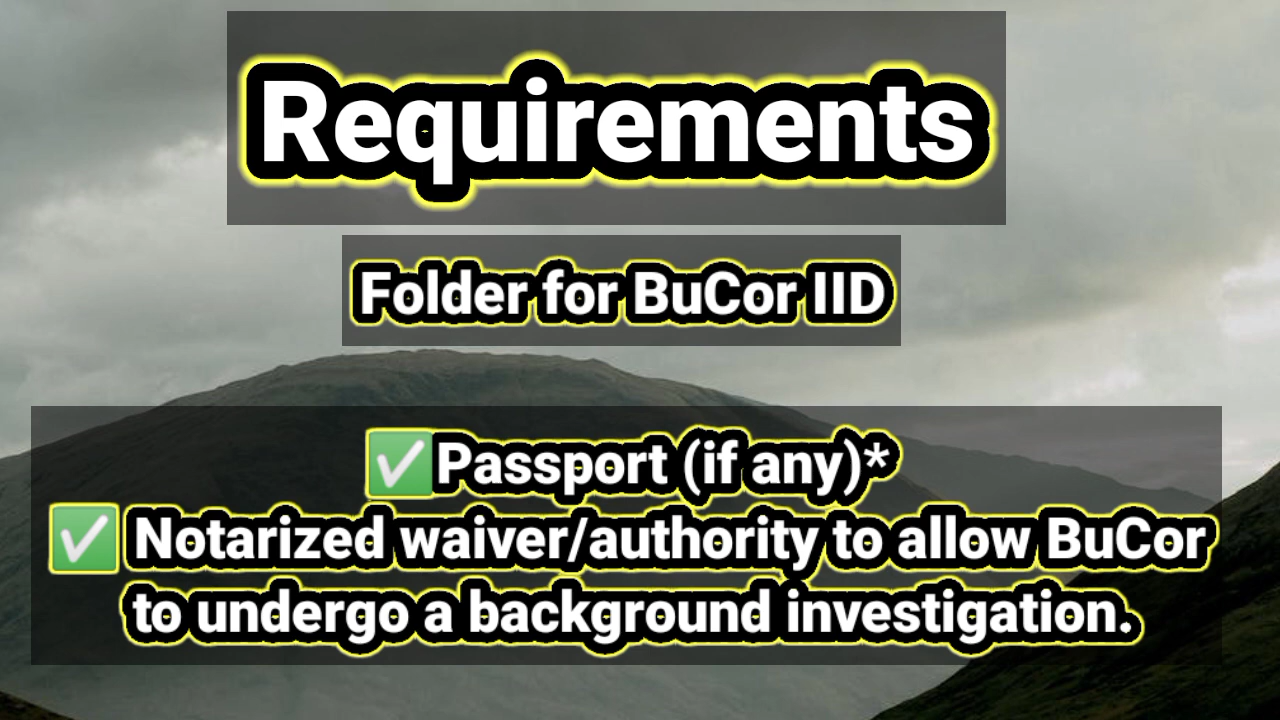 Requirements
Folder for BuCor IID
✅Passport (if any)*
✅ Notarized waiver/authority to allow BuCor
to undergo a background investigation.